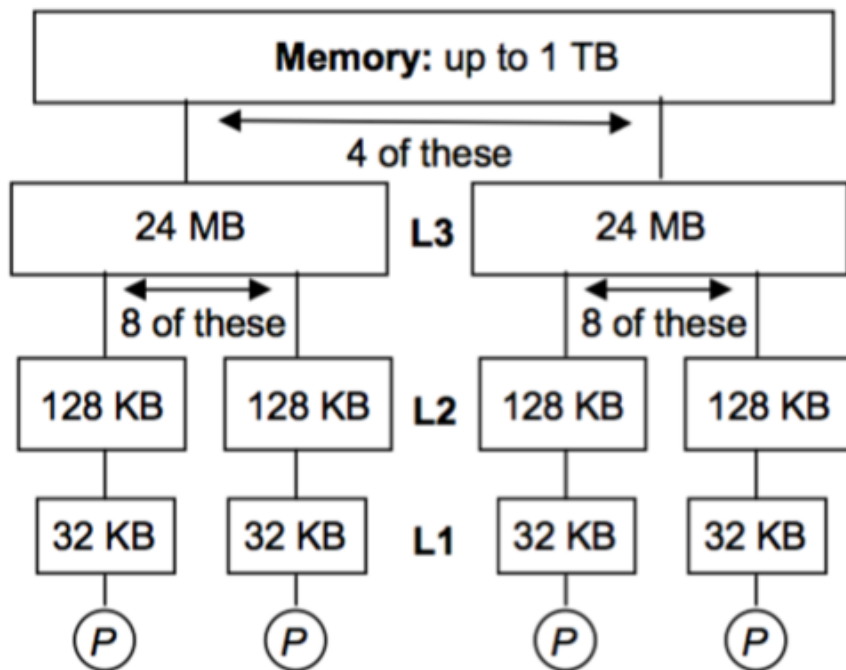 Memory: up to 1 TB
4 of these
24 MB L3 24 MB
8 of these 8 of these
128 KB 128 KB L2 128 KB 128 KB
32 KB 32 KB L1 32 KB 32 KB
P P P P